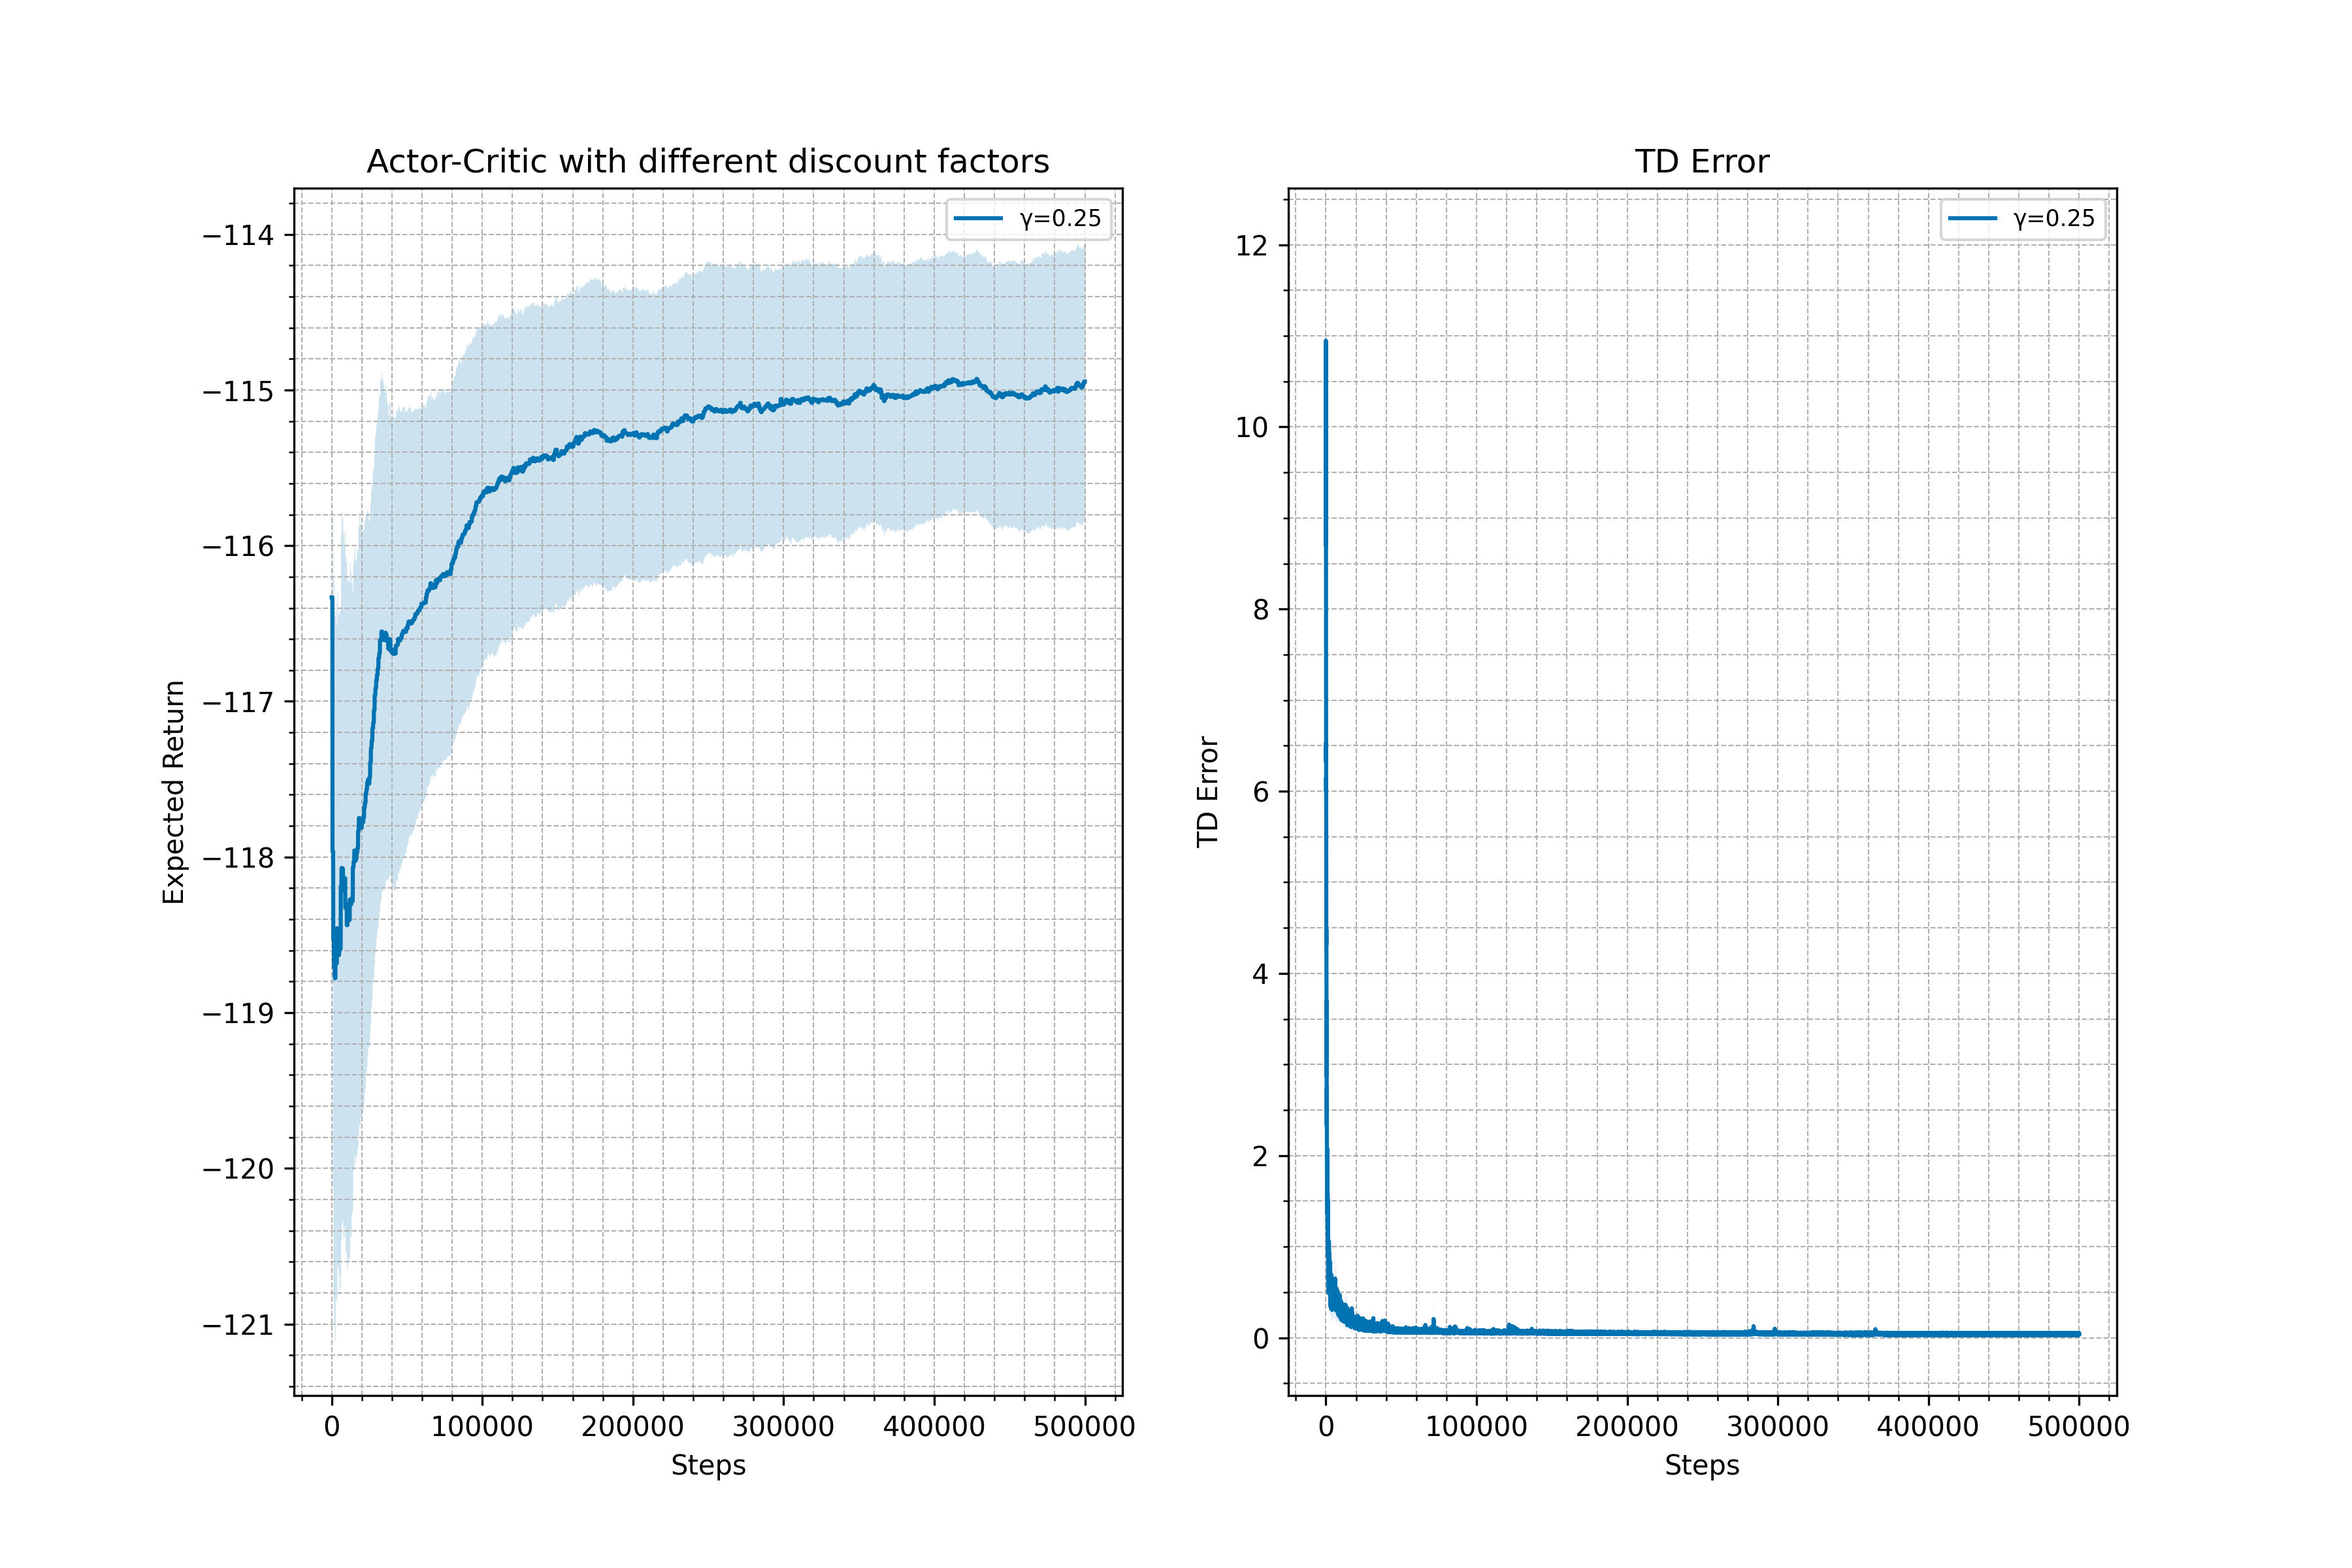 Actor-Critic with different discount factors
γ=0.25
−114
−115
−116
−117
−118
−119
−120
−121
Expected Return
0 100000 200000 300000 400000 500000
Steps
TD Error
γ=0.25
12
10
8
6
4
2
0
TD Error
0 100000 200000 300000 400000 500000
Steps